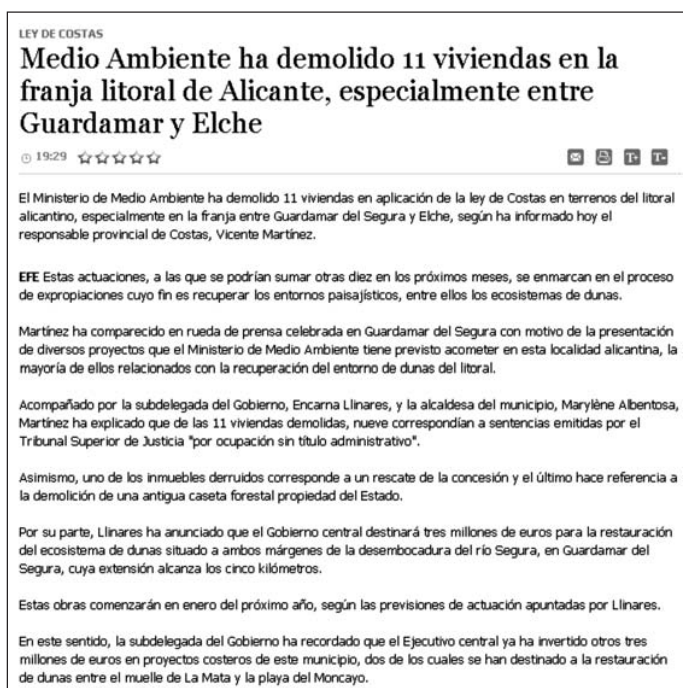 LEY DE COSTAS
Medio Ambiente ha demolido 11 viviendas en la
franja litoral de Alicante, especialmente entre
Guardamar y Elche
19:29
T+ T-
El Ministerio de Medio Ambiente ha demolido 11 viviendas en aplicación de la ley de Costas en terrenos del litoral
alicantino, especialmente en la franja entre Guardamar del Segura y Elche, según ha informado hoy el
responsable provincial de Costas, Vicente Martínez.
EFE Estas actuaciones, a las que se podrían sumar otras diez en los próximos meses, se enmarcan en el proceso
de expropiaciones cuyo fin es recuperar los entornos paisajísticos, entre ellos los ecosistemas de dunas.
Martínez ha comparecido en rueda de prensa celebrada en Guardamar del Segura con motivo de la presentación
de diversos proyectos que el Ministerio de Medio Ambiente tiene previsto acometer en esta localidad alicantina, la
mayoría de ellos relacionados con la recuperación del entorno de dunas del litoral.
Acompañado por la subdelegada del Gobierno, Encarna Llinares, y la alcaldesa del municipio, Marylène Albentosa,
Martínez ha explicado que de las 11 viviendas demolidas, nueve correspondían a sentencias emitidas por el
Tribunal Superior de Justicia "por ocupación sin título administrativo".
Asimismo, uno de los inmuebles derruidos corresponde a un rescate de la concesión y el último hace referencia a
la demolición de una antigua caseta forestal propiedad del Estado.
Por su parte, Llinares ha anunciado que el Gobierno central destinará tres millones de euros para la restauración
del ecosistema de dunas situado a ambos márgenes de la desembocadura del río Segura, en Guardamar del
Segura, cuya extensión alcanza los cinco kilómetros.
Estas obras comenzarán en enero del próximo año, según las previsiones de actuación apuntadas por Llinares.
En este sentido, la subdelegada del Gobierno ha recordado que el Ejecutivo central ya ha invertido otros tres
millones de euros en proyectos costeros de este municipio, dos de los cuales se han destinado a la restauración
de dunas entre el muelle de La Mata y la playa del Moncayo.